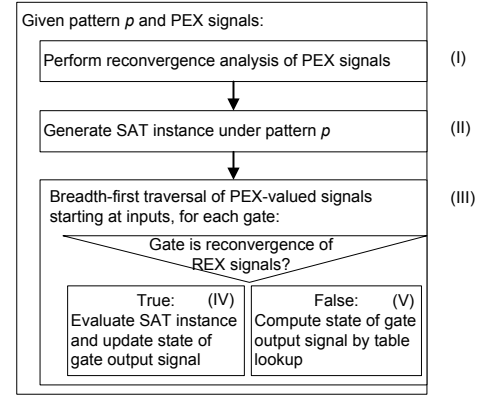 Given pattern p and PEX signals:
Perform reconvergence analysis of PEX signals
(I)
Generate SAT instance under pattern p
(II)
Breadth-first traversal of PEX-valued signals
starting at inputs, for each gate:
(III)
Gate is reconvergence of
REX signals?
True: (IV)
Evaluate SAT instance
and update state of
gate output signal
False: (V)
Compute state of gate
output signal by table
lookup